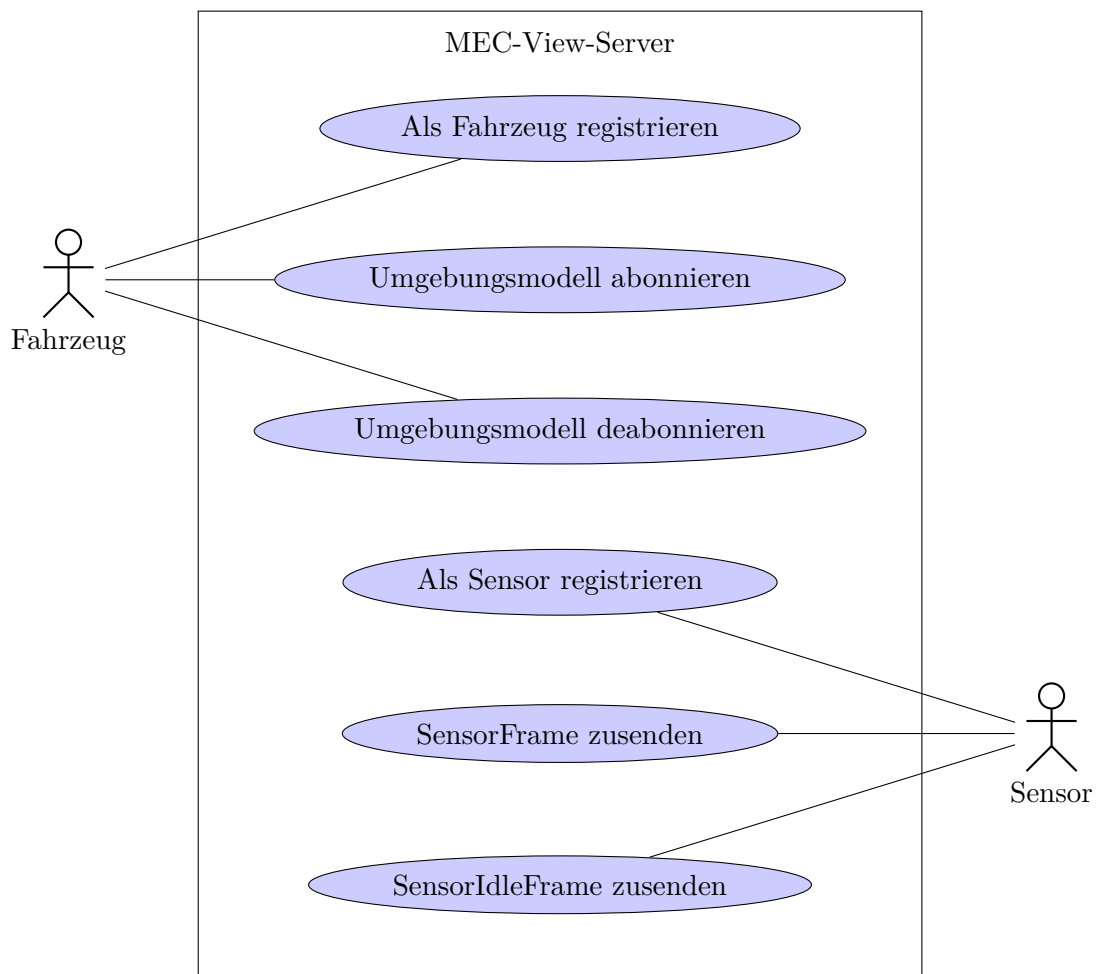 MEC-View-Server
Als Fahrzeug registrieren
Umgebungsmodell abonnieren
Fahrzeug
Umgebungsmodell deabonnieren
Als Sensor registrieren
SensorFrame zusenden
Sensor
SensorIdleFrame zusenden